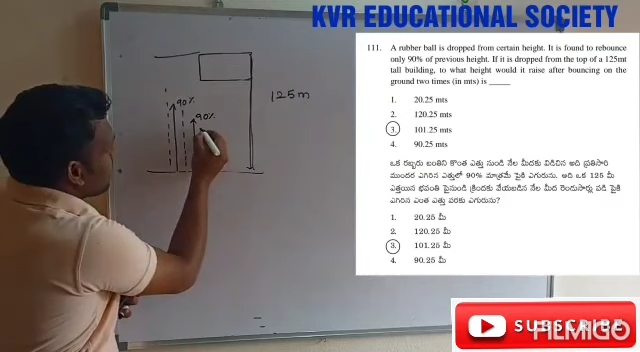 KVR EDUCATIONAL SOCIETY
111. A rubber ball is dropped from certain height. It is found to rebounce
only 90% of previous height. If it is dropped from the top of a 125mt
tall building, to what height would it raise after bouncing on the
ground two times (in mts) is _____
1. 20.25 mts
2. 120.25 mts
3. 101.25 mts
4. 90.25 mts
ఒక రబ్బరు బంతిని కొంత ఎత్తు నుండి నేల మీదకు విడిచిన అది ప్రతిసారి
ముందర ఎగిరిన ఎత్తులో 90% మాత్రమే పైకి ఎగురును. అది ఒక 125 మీ
ఎత్తయిన భవంతి పైనుండి క్రిందకు వేయబడిన నేల మీద రెండుసార్లు పడి పైకి
ఎగిరిన ఎంత ఎత్తు వరకు ఎగురును?
1. 20.25 మీ
2. 120.25 మీ
3. 101.25 మీ
4. 90.25 మీ
90%
90%
125m
SUBSCRIBE
FILMIGO